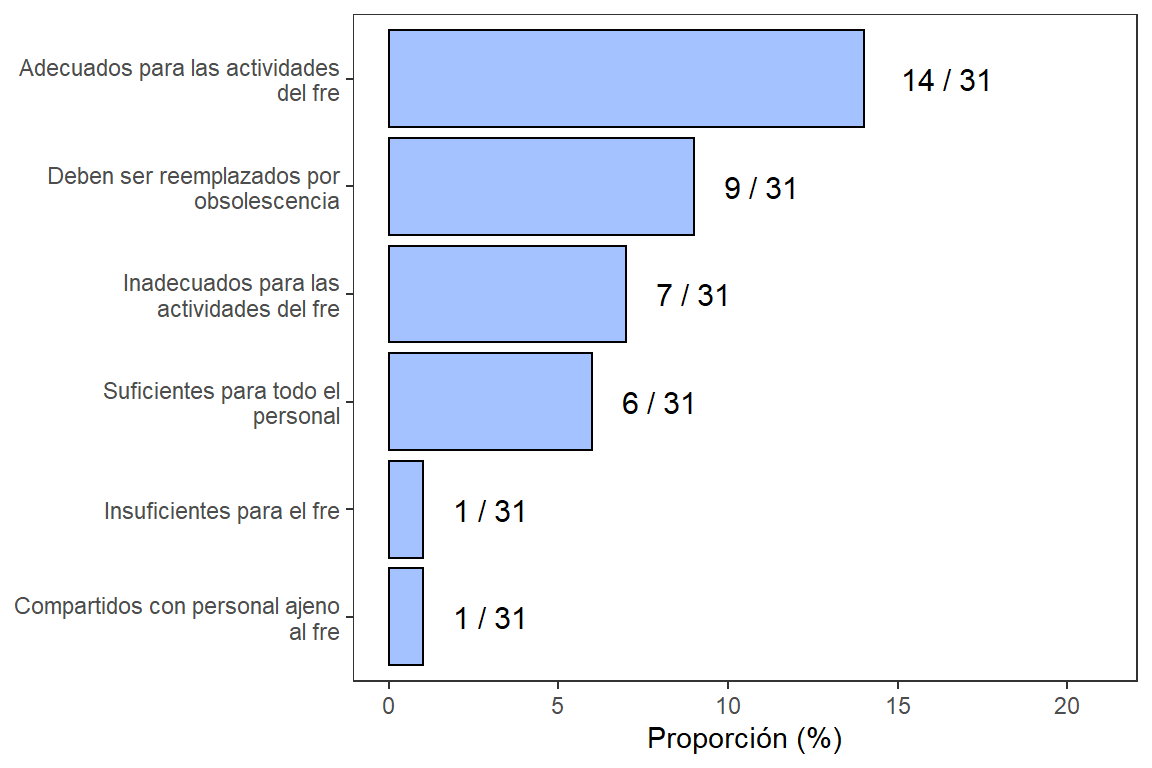 Adecuados para las actividades
del fre
14 / 31
Deben ser reemplazados por
obsolescencia
9 / 31
Inadecuados para las
actividades del fre
7 / 31
Suficientes para todo el
personal
6 / 31
Insuficientes para el fre
1 / 31
Compartidos con personal ajeno
al fre
1 / 31
0 5 10 15 20
Proporción (%)